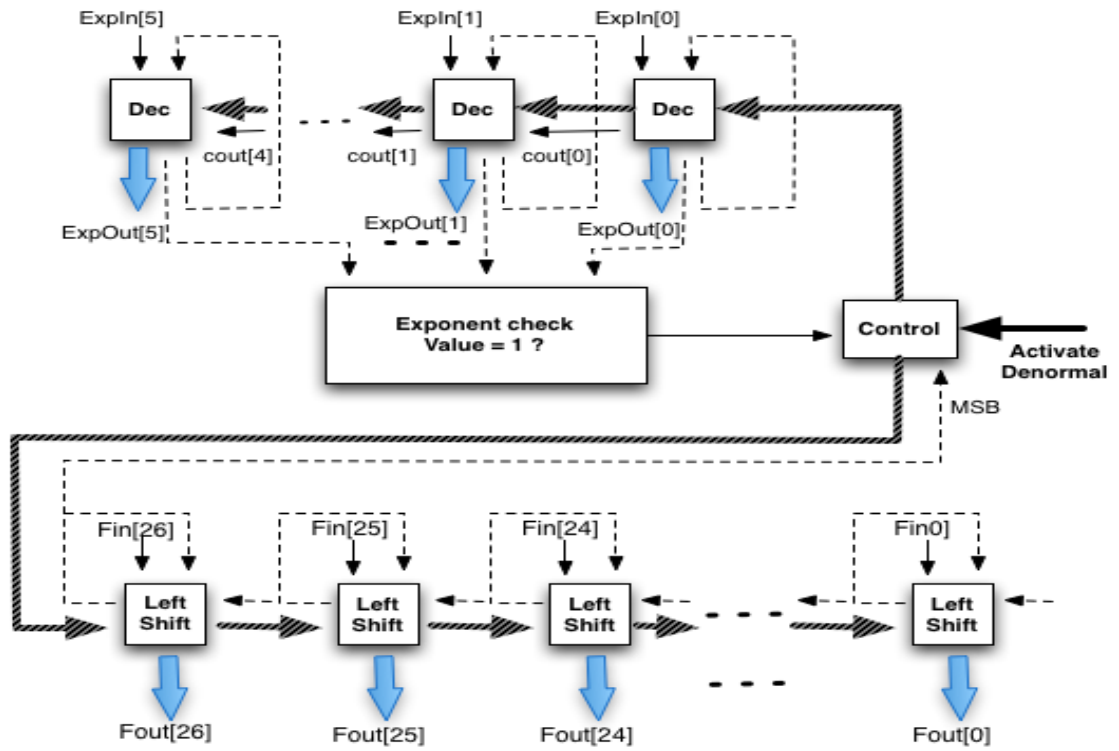 ExpIn[5] ExpIn[1] ExpIn[0]
Dec Dec Dec
cout[4] cout[1] cout[0]
ExpOut[5] ExpOut[1] ExpOut[0]
Exponent check
Value = 1 ?
Control
Activate
Denormal
MSB
Fin[26] Fin[25] Fin[24] Fin0]
Left
Shift
Left
Shift
Left
Shift
Left
Shift
Fout[26] Fout[25] Fout[24] Fout[0]